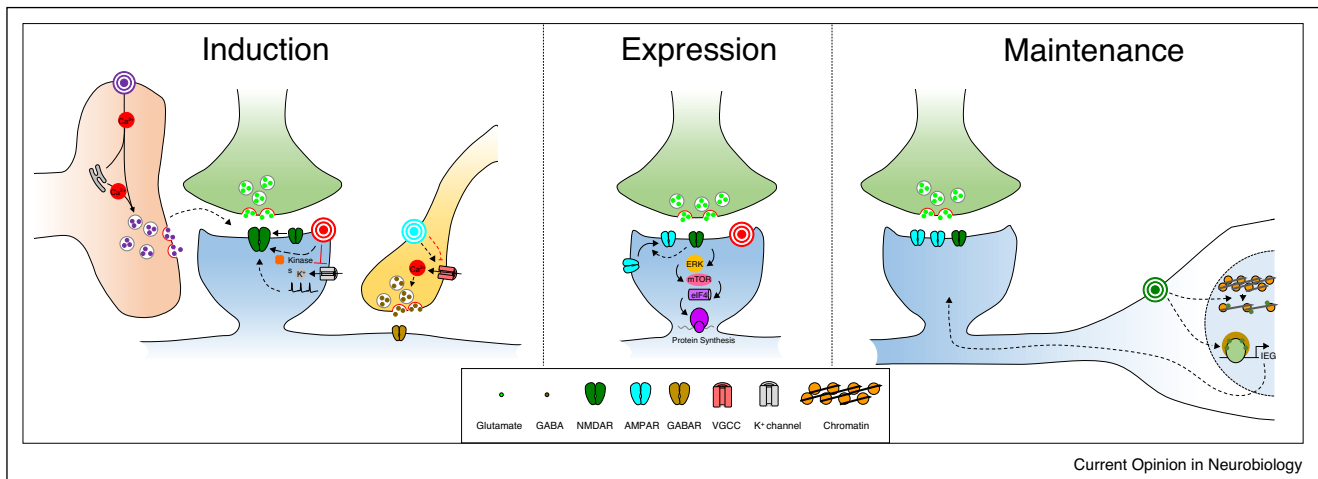 Induction
Expression
Maintenance
Ca²⁺
Ca²⁺
Kinase
s
K⁺
Ca²⁺
ERK
mTOR
eIF4
Protein Synthesis
IEG
Glutamate GABA NMDAR AMPAR GABAR VGCC K⁺ channel Chromatin
Current Opinion in Neurobiology